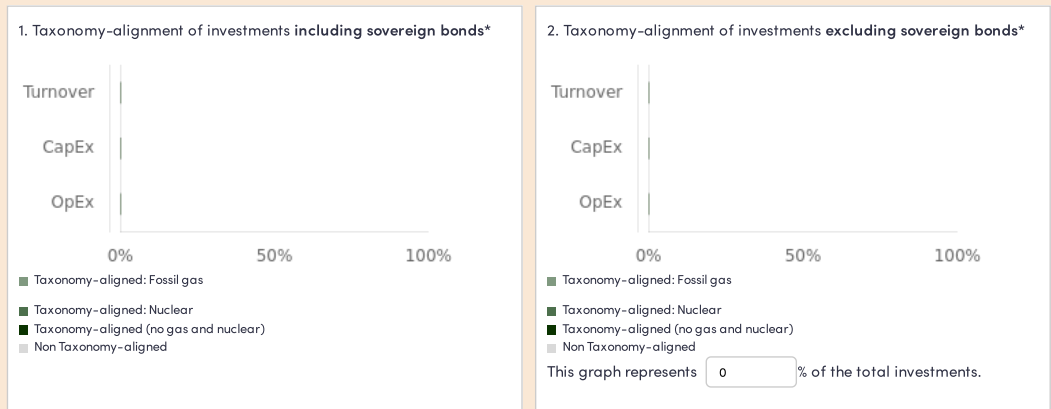 1. Taxonomy-alignment of investments including sovereign bonds*
Turnover
CapEx
OpEx
0% 50% 100%
Taxonomy-aligned: Fossil gas
Taxonomy-aligned: Nuclear
Taxonomy-aligned (no gas and nuclear)
Non Taxonomy-aligned
2. Taxonomy-alignment of investments excluding sovereign bonds*
Turnover
CapEx
OpEx
0% 50% 100%
Taxonomy-aligned: Fossil gas
Taxonomy-aligned: Nuclear
Taxonomy-aligned (no gas and nuclear)
Non Taxonomy-aligned
This graph represents 0 % of the total investments.